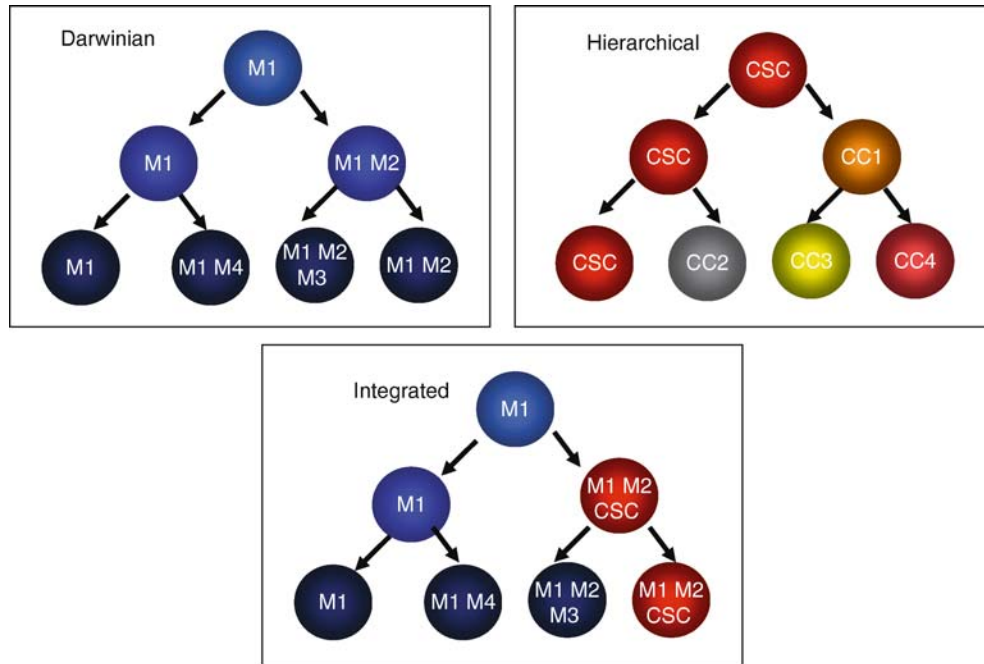 Darwinian
M1
M1
M1 M2
M1
M1 M4
M1 M2
M3
M1 M2
Hierarchical
CSC
CSC
CC1
CSC
CC2
CC3
CC4
Integrated
M1
M1
M1 M2
CSC
M1
M1 M4
M1 M2
M3
M1 M2
CSC